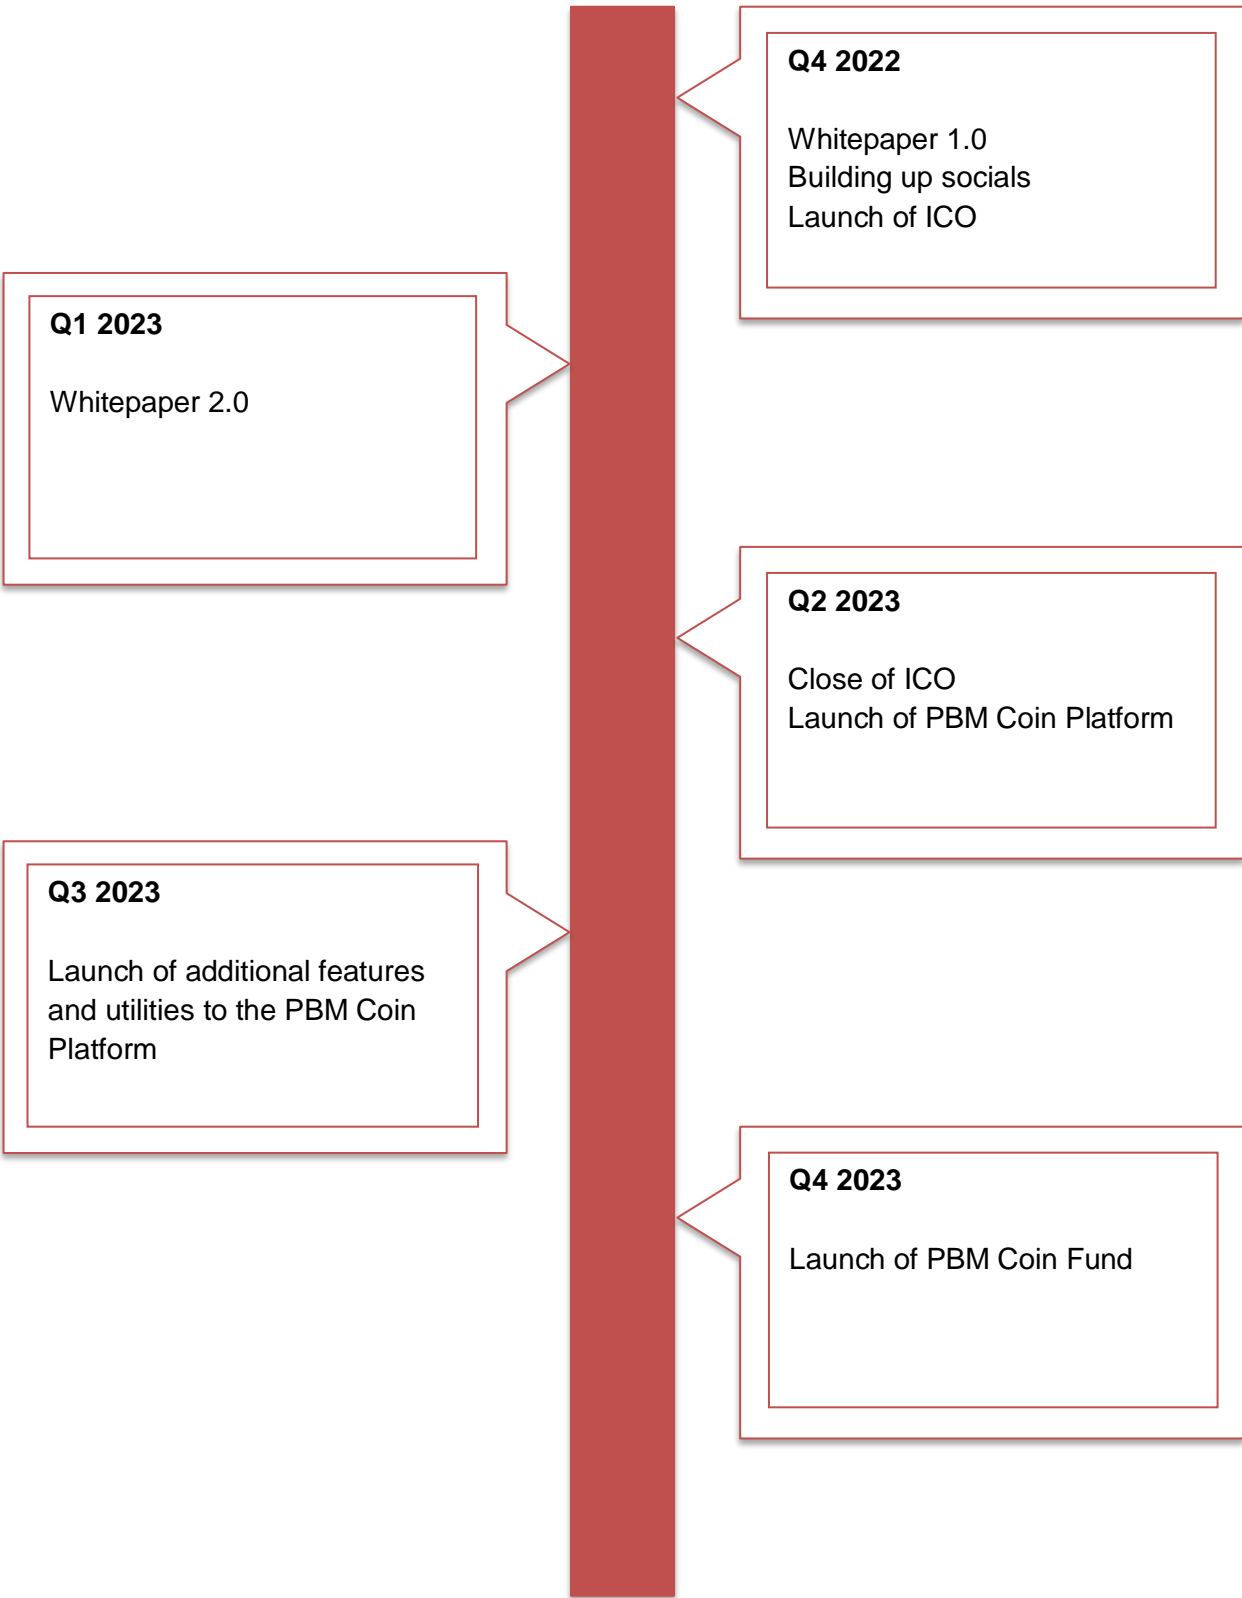 Q4 2022
Whitepaper 1.0
Building up socials
Launch of ICO
Q1 2023
Whitepaper 2.0
Q2 2023
Close of ICO
Launch of PBM Coin Platform
Q3 2023
Launch of additional features
and utilities to the PBM Coin
Platform
Q4 2023
Launch of PBM Coin Fund